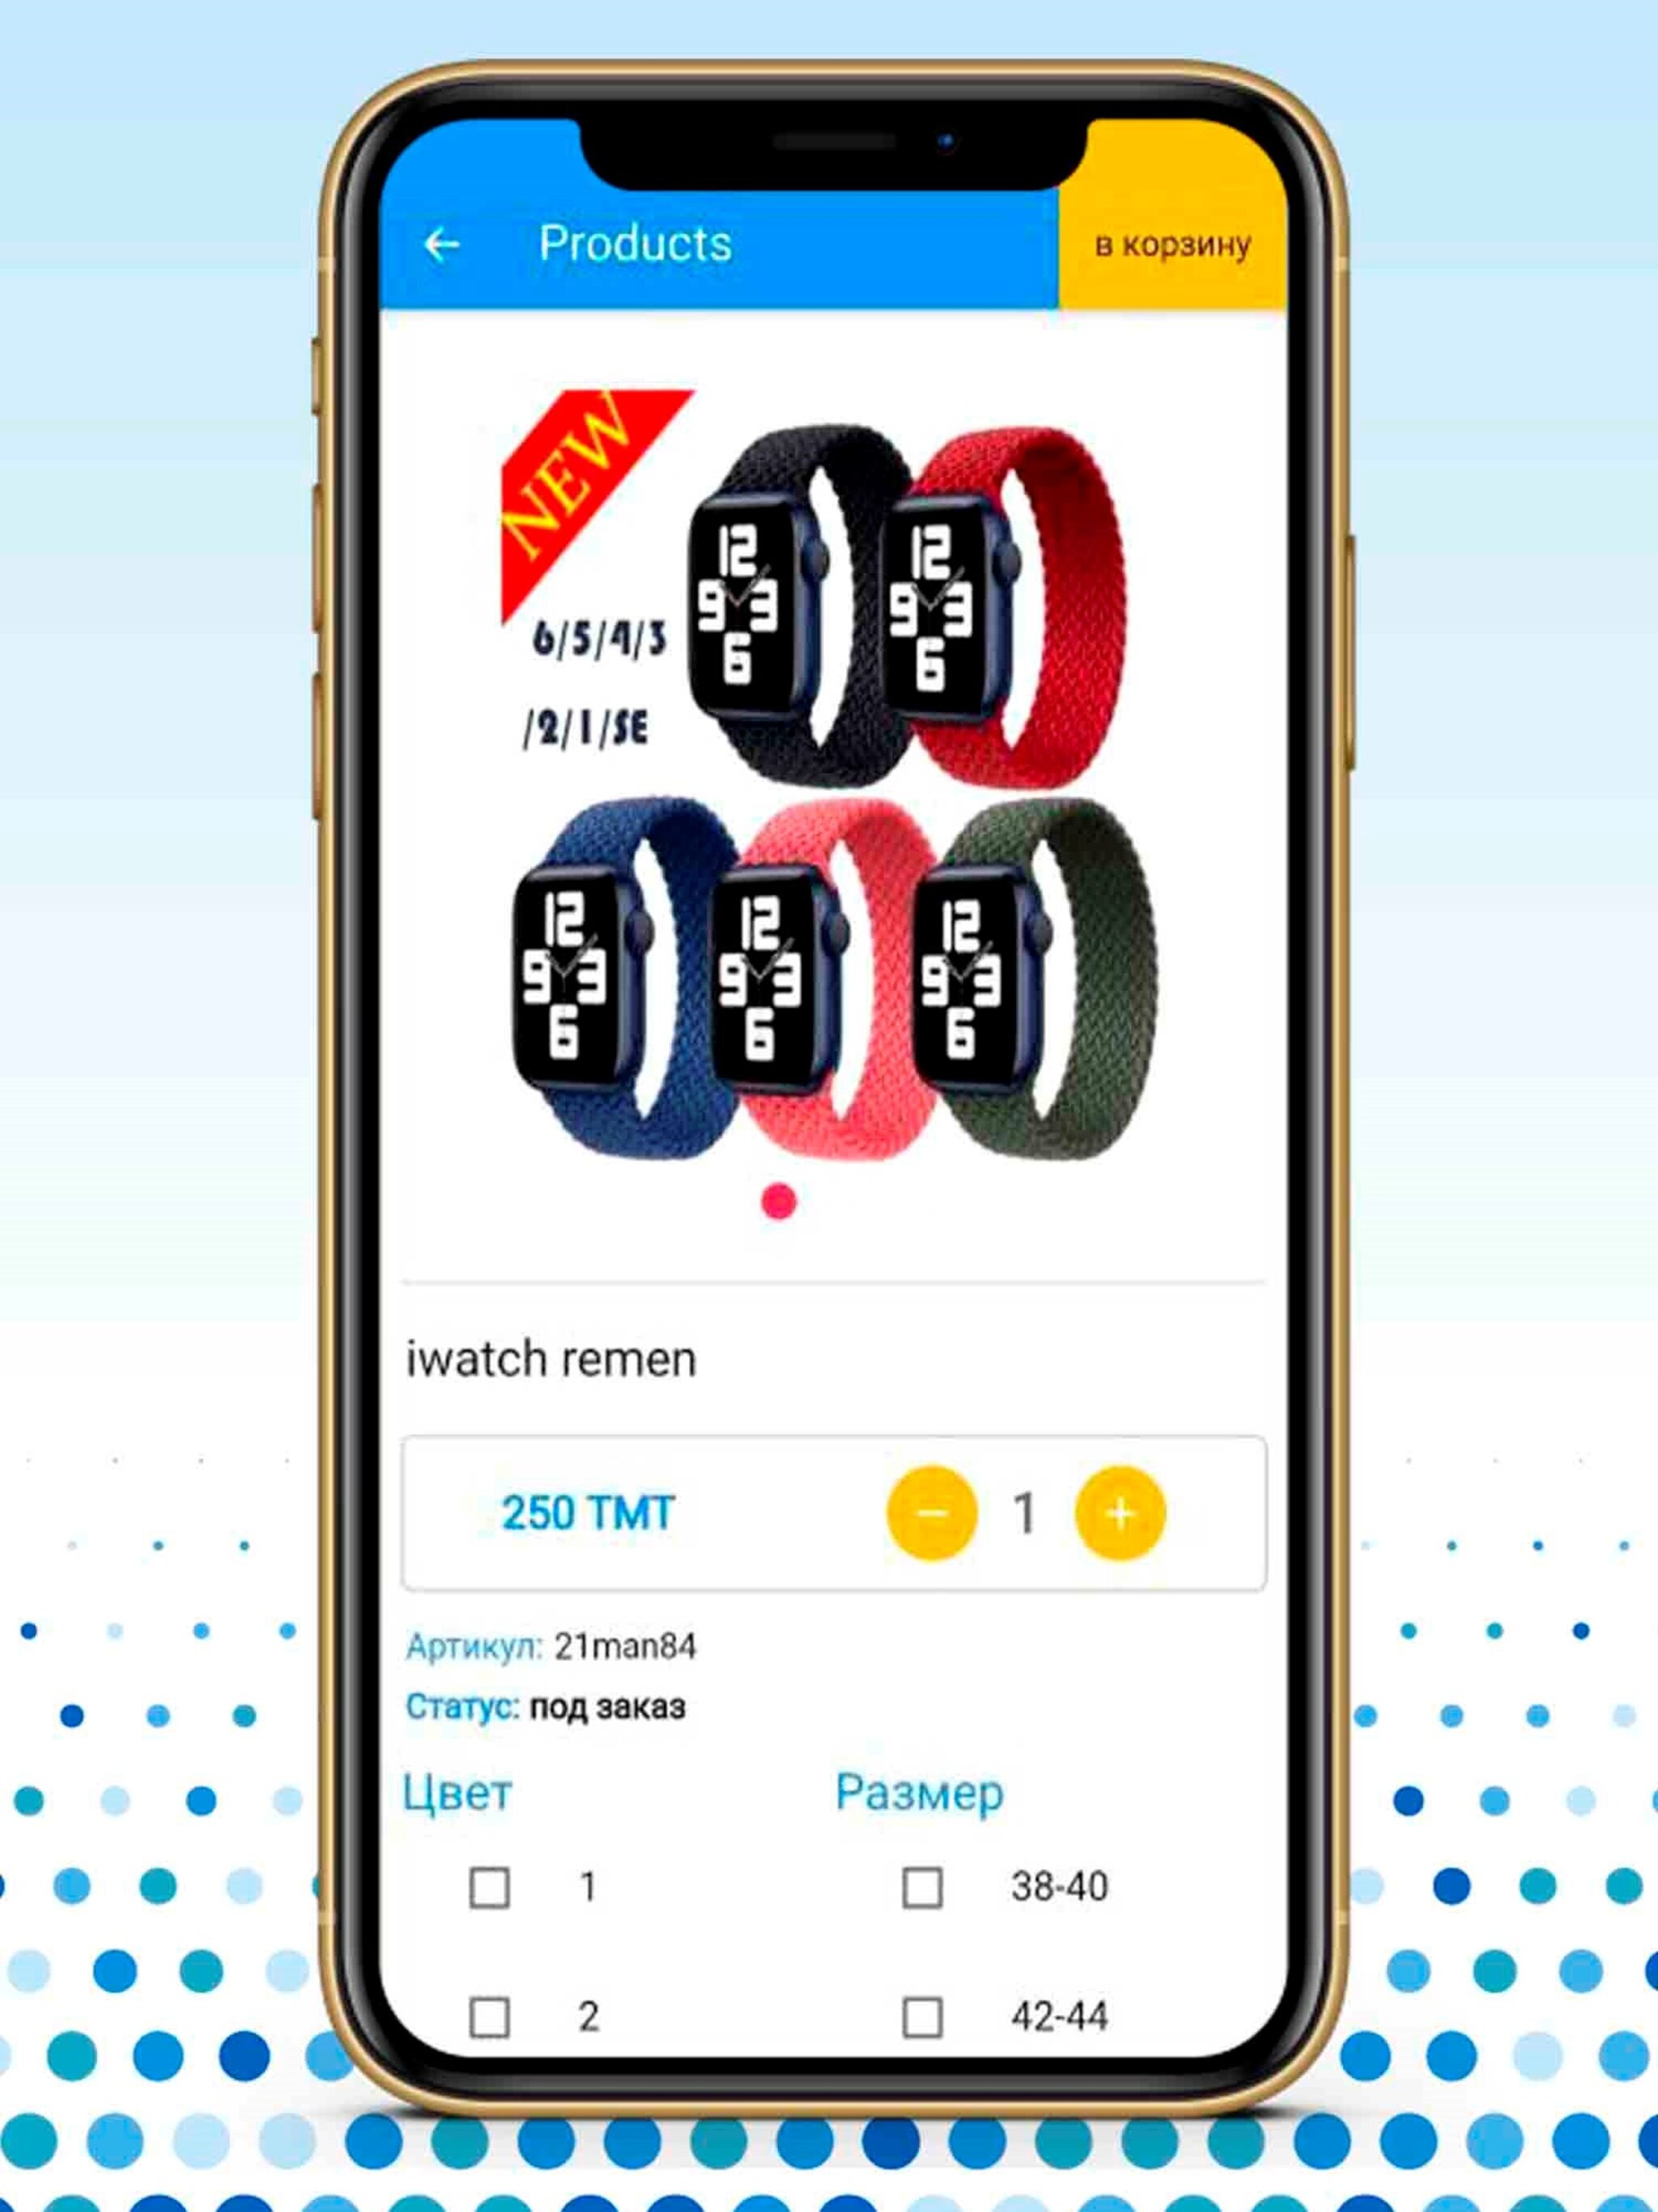 Products
в корзину
NEW
6/5/4/3
/2/1/SE
12
9 3
6
12
9 3
6
12
9 3
6
12
9 3
6
12
9 3
6
iwatch remen
250 TMT
1
Артикул: 21man84
Статус: под заказ
Цвет
Размер
1
38-40
2
42-44